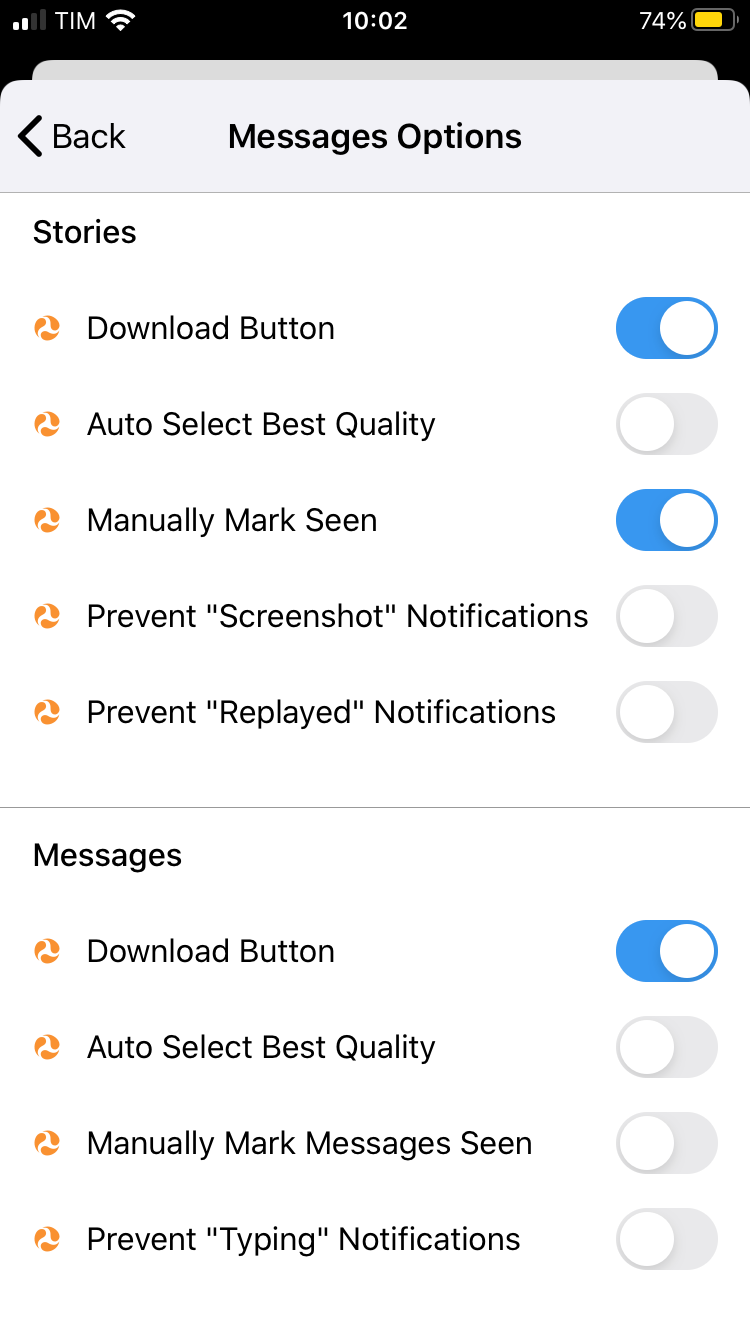 TIM 10:02 74%
Back Messages Options
Stories
Download Button
Auto Select Best Quality
Manually Mark Seen
Prevent "Screenshot" Notifications
Prevent "Replayed" Notifications
Messages
Download Button
Auto Select Best Quality
Manually Mark Messages Seen
Prevent "Typing" Notifications